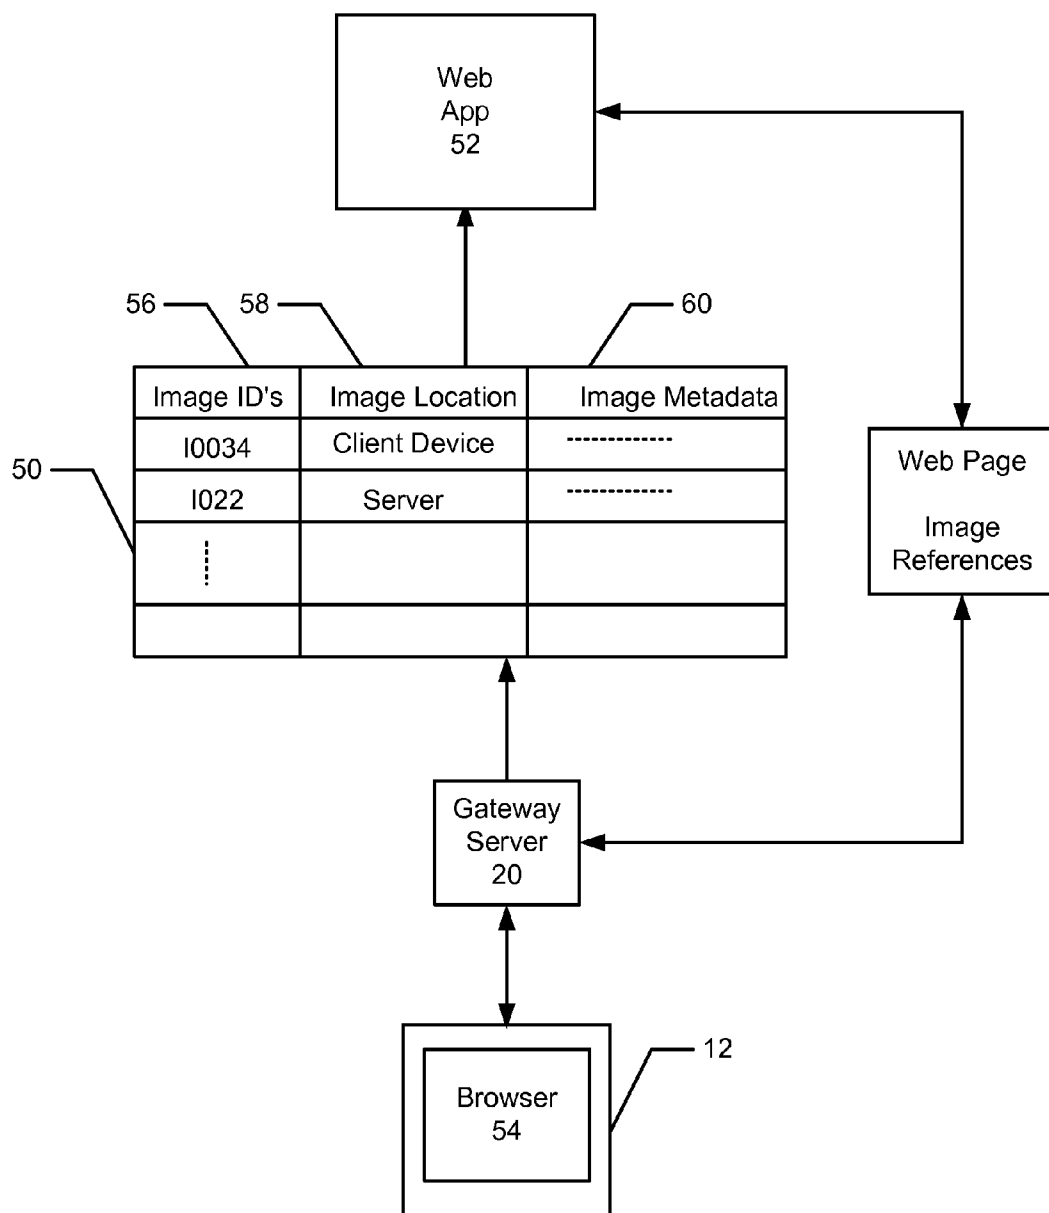 Web
App
52
56
58
60
Image ID's
Image Location
Image Metadata
I0034
Client Device
50
I022
Server
Web Page
Image
References
Gateway
Server
20
12
Browser
54